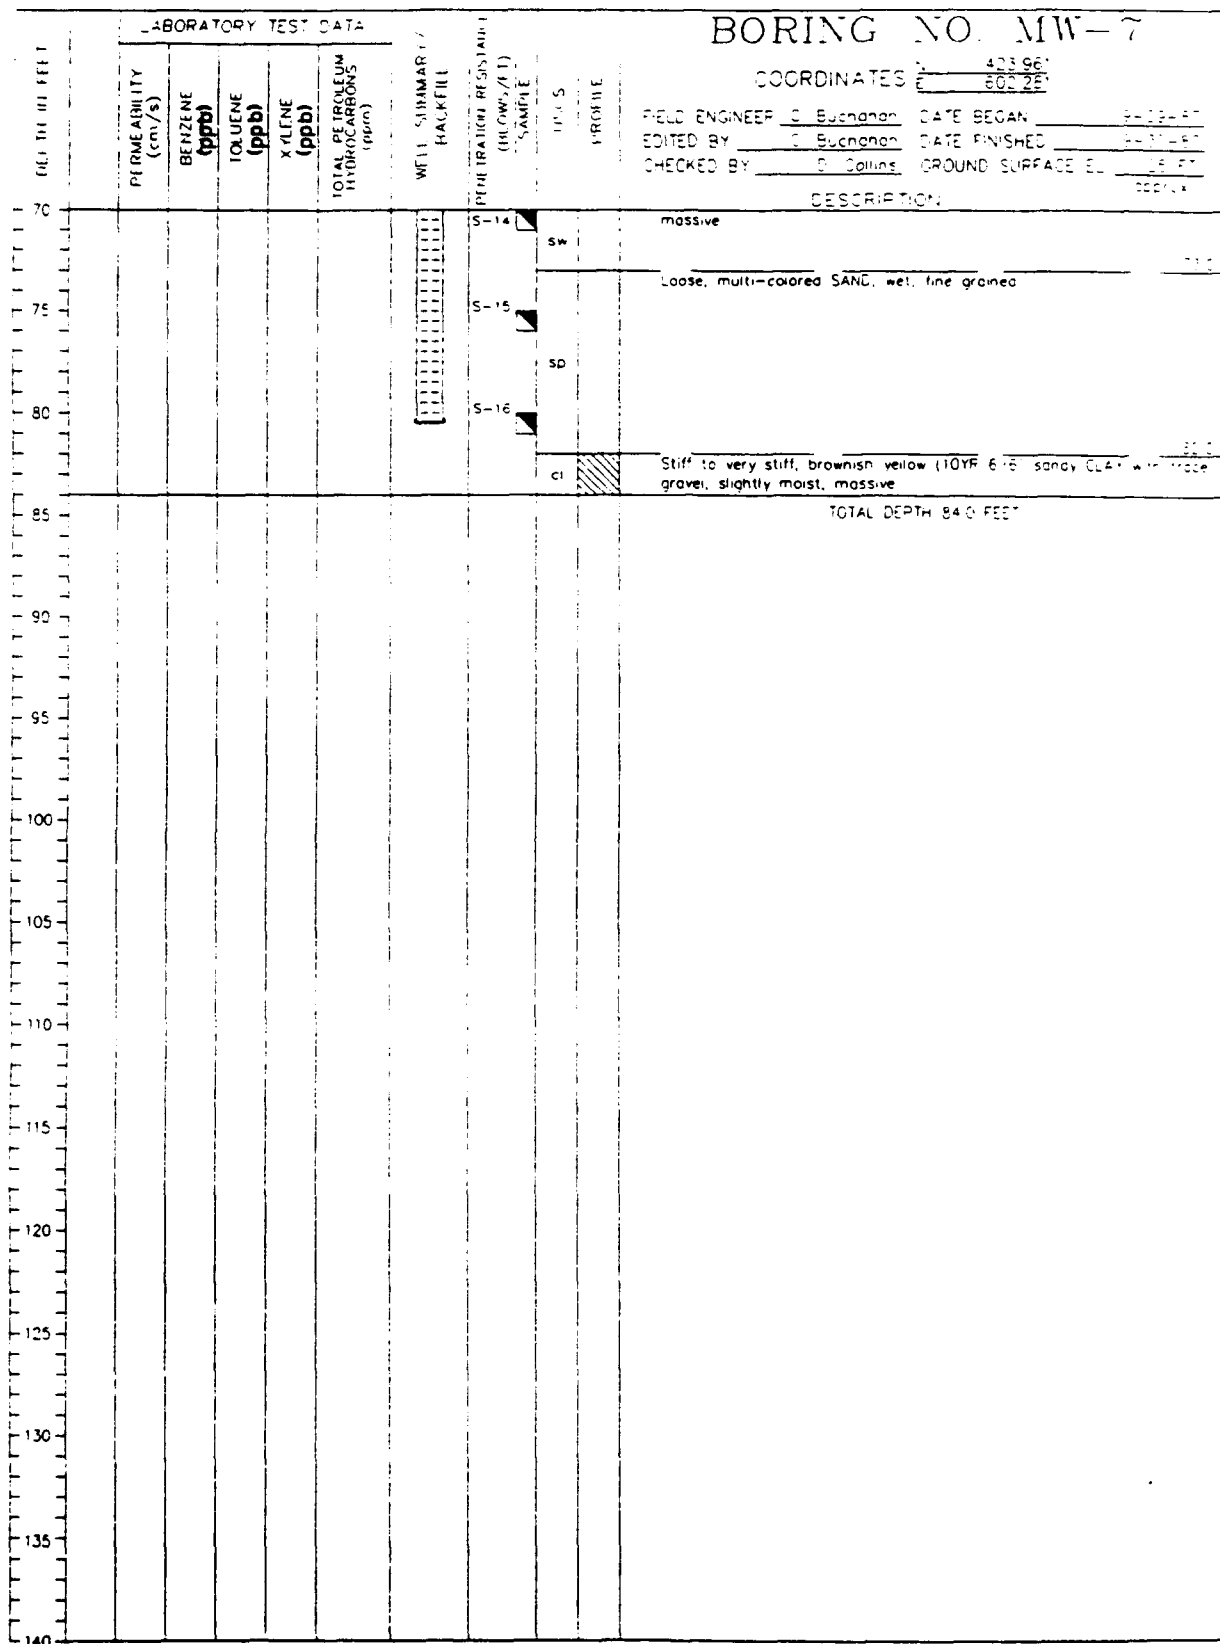 BORING NO. MW-7
LABORATORY TEST DATA
COORDINATES
N 423.96'
E
FIELD ENGINEER C. Buchanan DATE BEGAN
EDITED BY C. Buchanan DATE FINISHED
CHECKED BY D. Collins GROUND SURFACE EL.
DEPTH IN FEET
PERMEABILITY (cm/s)
BENZENE (ppb)
TOLUENE (ppb)
XYLENE (ppb)
TOTAL PETROLEUM HYDROCARBONS (ppm)
WELL SUMMARY/ BACKFILL
PENETRATION RESISTANCE (BLOWS/FT)
SAMPLE
USCS
PROFILE
DESCRIPTION
70
S-14
sw
massive
73.0
Loose, multi-colored SAND, wet, fine grained
75
S-15
sp
80
S-16
cl
Stiff to very stiff, brownish yellow (10YR 6/6) sandy CLAY with trace
gravel, slightly moist, massive
85
TOTAL DEPTH 84.0 FEET
90
95
100
105
110
115
120
125
130
135
140